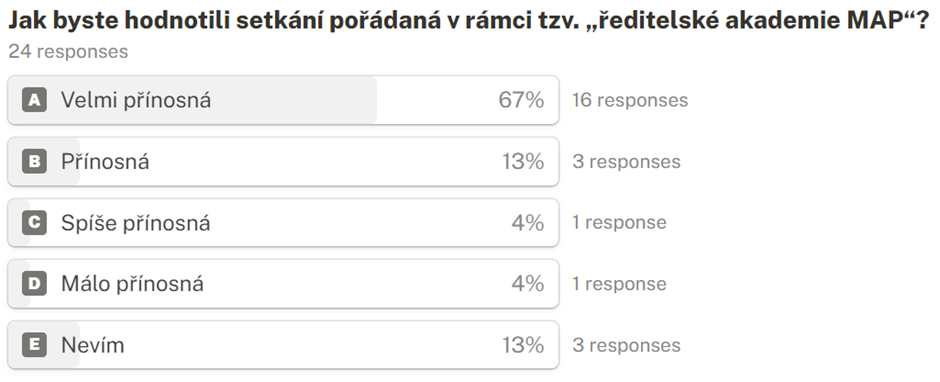 Jak byste hodnotili setkání pořádaná v rámci tzv. „ředitelské akademie MAP“?
24 responses
A Velmi přínosná 67% 16 responses
B Přínosná 13% 3 responses
C Spíše přínosná 4% 1 response
D Málo přínosná 4% 1 response
E Nevím 13% 3 responses